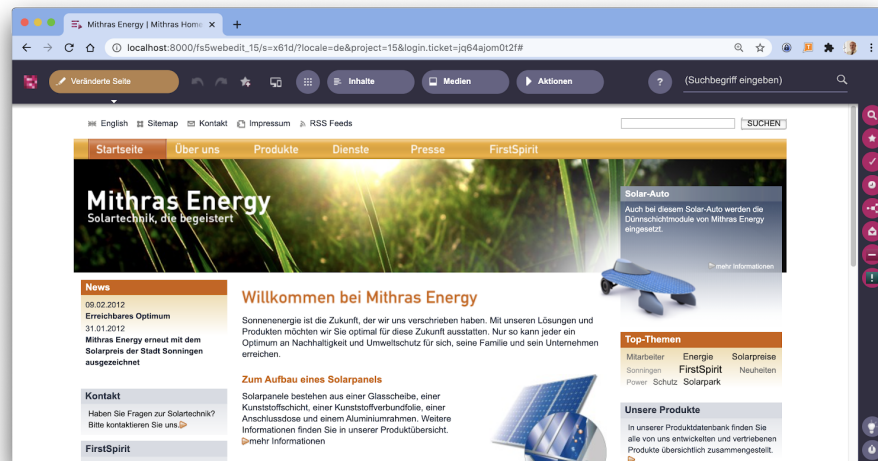 Mithras Energy | Mithras Home
localhost:8000/fs5webedit_15/s=x61d/?locale=de&project=15&login.ticket=jq64ajom0t2f#
Veränderte Seite
Inhalte
Medien
Aktionen
?
(Suchbegriff eingeben)
English Sitemap Kontakt Impressum RSS Feeds
SUCHEN
Startseite Über uns Produkte Dienste Presse FirstSpirit
Mithras Energy
Solartechnik, die begeistert
Solar-Auto
Auch bei diesem Solar-Auto werden die
Dünnschichtmodule von Mithras Energy
eingesetzt.
mehr Informationen
News
09.02.2012
Erreichbares Optimum
31.01.2012
Mithras Energy erneut mit dem
Solarpreis der Stadt Sonningen
ausgezeichnet
Kontakt
Haben Sie Fragen zur Solartechnik?
Bitte kontaktieren Sie uns.
FirstSpirit
Willkommen bei Mithras Energy
Sonnenenergie ist die Zukunft, der wir uns verschrieben haben. Mit unseren Lösungen und
Produkten möchten wir Sie optimal für diese Zukunft ausstatten. Nur so kann jeder ein
Optimum an Nachhaltigkeit und Umweltschutz für sich, seine Familie und sein Unternehmen
erreichen.
Zum Aufbau eines Solarpanels
Solarpanele bestehen aus einer Glasscheibe, einer
Kunststoffschicht, einer Kunststoffverbundfolie, einer
Anschlussdose und einem Aluminiumrahmen. Weitere
Informationen finden Sie in unserer Produktübersicht.
mehr Informationen
Top-Themen
Mitarbeiter Energie Solarpreise
Sonningen FirstSpirit Neuheiten
Power Schutz Solarpark
Unsere Produkte
In unserer Produktdatenbank finden Sie
alle von uns entwickelten und vertriebenen
Produkte übersichtlich zusammengestellt.